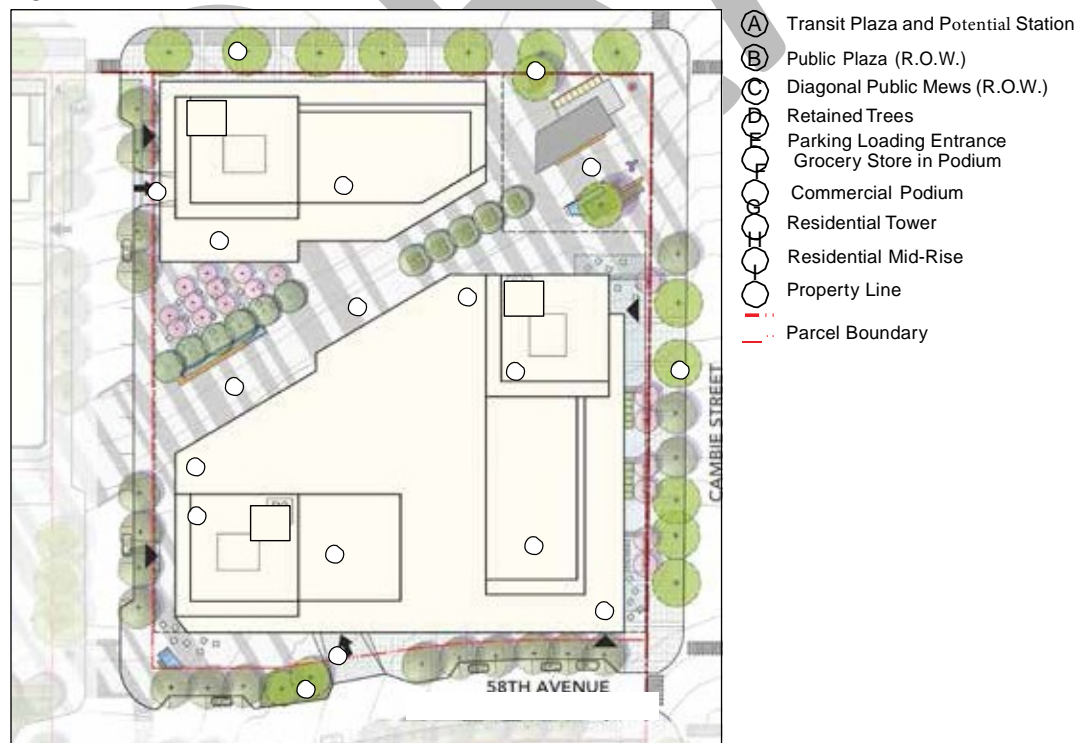 A Transit Plaza and Potential Station
B Public Plaza (R.O.W.)
C Diagonal Public Mews (R.O.W.)
D Retained Trees
E Parking Loading Entrance
F Grocery Store in Podium
Commercial Podium
G Residential Tower
H Residential Mid-Rise
I Property Line
Parcel Boundary
CAMBIE STREET
58TH AVENUE